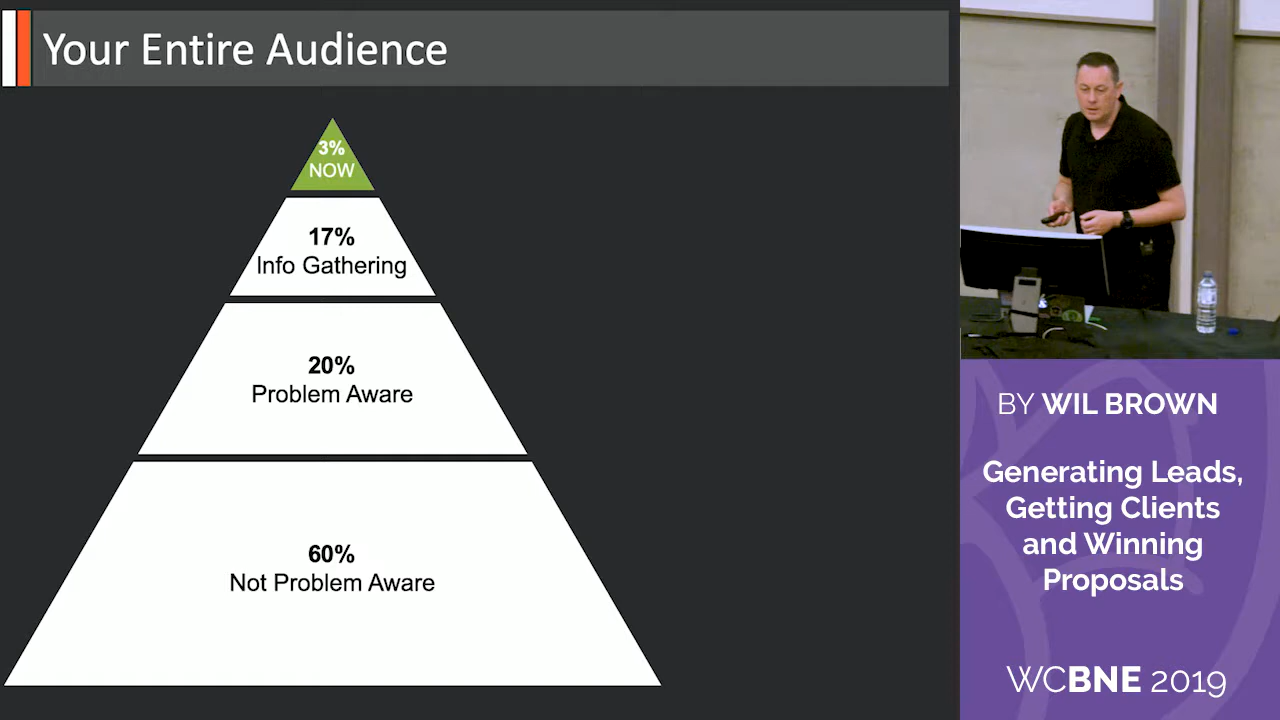 Your Entire Audience
3%
NOW
17%
Info Gathering
20%
Problem Aware
60%
Not Problem Aware
BY WIL BROWN
Generating Leads,
Getting Clients
and Winning
Proposals
WCBNE 2019